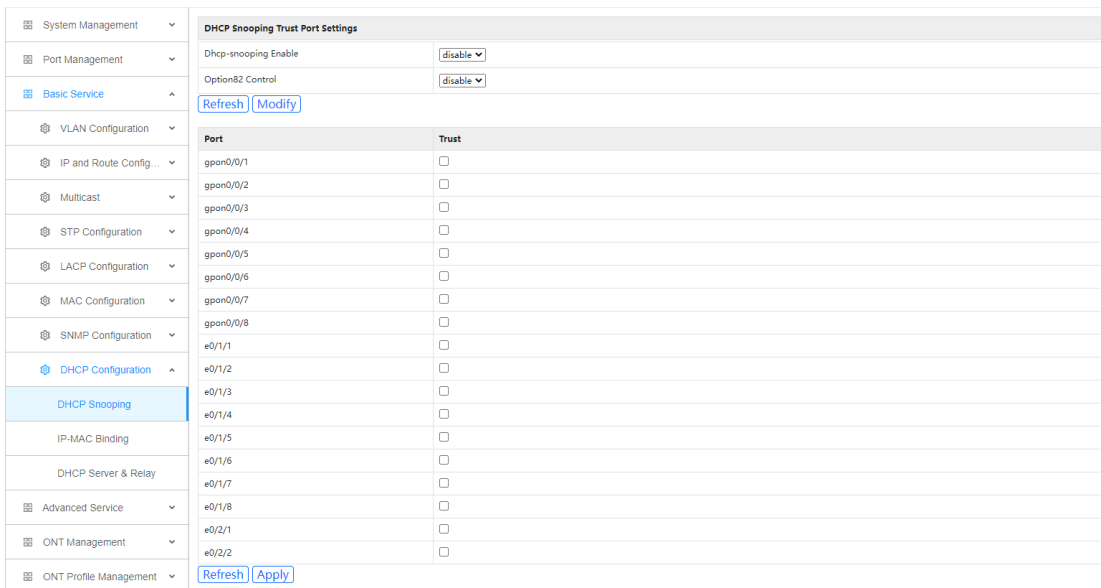 System Management
Port Management
Basic Service
VLAN Configuration
IP and Route Config...
Multicast
STP Configuration
LACP Configuration
MAC Configuration
SNMP Configuration
DHCP Configuration
DHCP Snooping
IP-MAC Binding
DHCP Server & Relay
Advanced Service
ONT Management
ONT Profile Management
DHCP Snooping Trust Port Settings
Dhcp-snooping Enable disable
Option82 Control disable
Refresh Modify
Port Trust
gpon0/0/1
gpon0/0/2
gpon0/0/3
gpon0/0/4
gpon0/0/5
gpon0/0/6
gpon0/0/7
gpon0/0/8
e0/1/1
e0/1/2
e0/1/3
e0/1/4
e0/1/5
e0/1/6
e0/1/7
e0/1/8
e0/2/1
e0/2/2
Refresh Apply